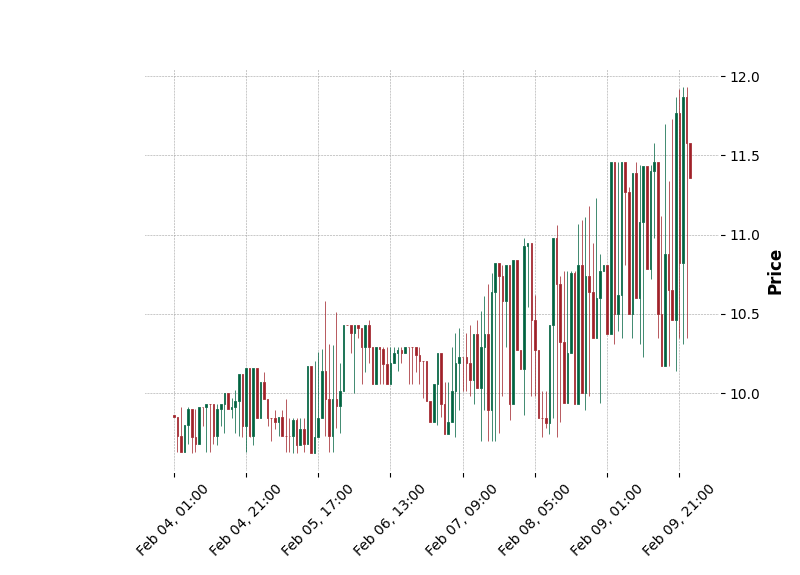 12.0
11.5
11.0
10.5
10.0
Price
Feb 04, 01:00
Feb 04, 21:00
Feb 05, 17:00
Feb 06, 13:00
Feb 07, 09:00
Feb 08, 05:00
Feb 09, 01:00
Feb 09, 21:00